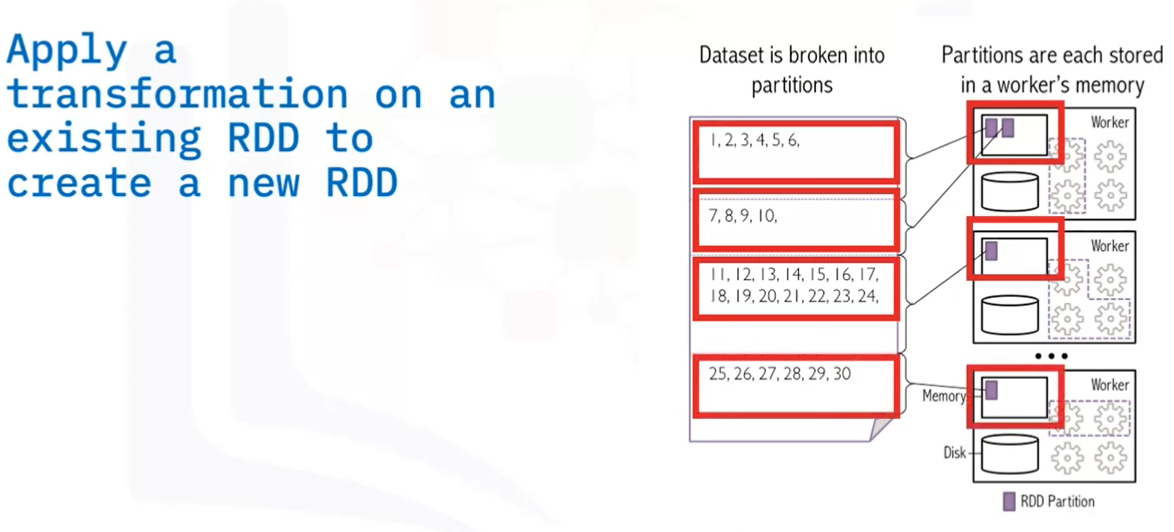 Apply a
transformation on an
existing RDD to
create a new RDD
Dataset is broken into
partitions
1, 2, 3, 4, 5, 6,
7, 8, 9, 10,
11, 12, 13, 14, 15, 16, 17,
18, 19, 20, 21, 22, 23, 24,
25, 26, 27, 28, 29, 30
Partitions are each stored
in a worker's memory
Worker
Worker
•••
Worker
Memory
Disk
RDD Partition